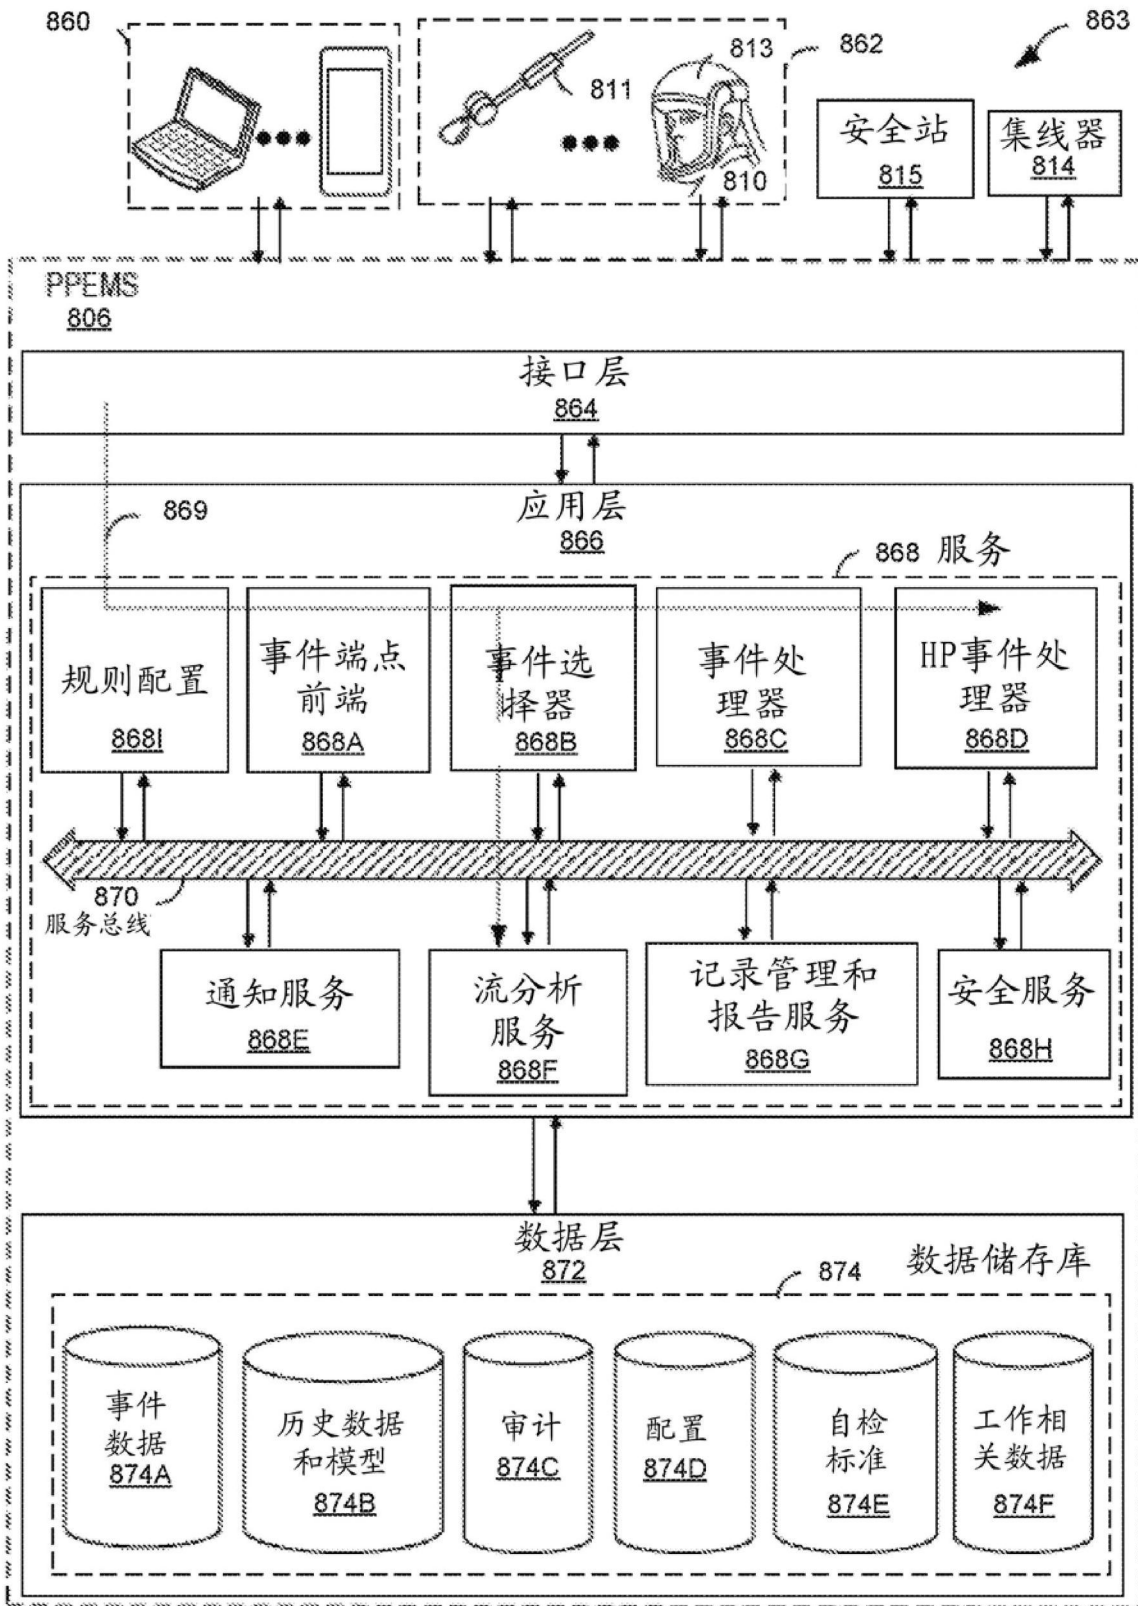 860
811
813
810
862
863
安全站
815
集线器
814
PPEMS
806
接口层
864
869
应用层
866
868 服务
规则配置
868I
事件端点
前端
868A
事件选
择器
868B
事件处
理器
868C
HP事件处
理器
868D
870
服务总线
通知服务
868E
流分析
服务
868F
记录管理和
报告服务
868G
安全服务
868H
数据层
872
874
数据储存库
事件
数据
874A
历史数据
和模型
874B
审计
874C
配置
874D
自检
标准
874E
工作相
关数据
874F